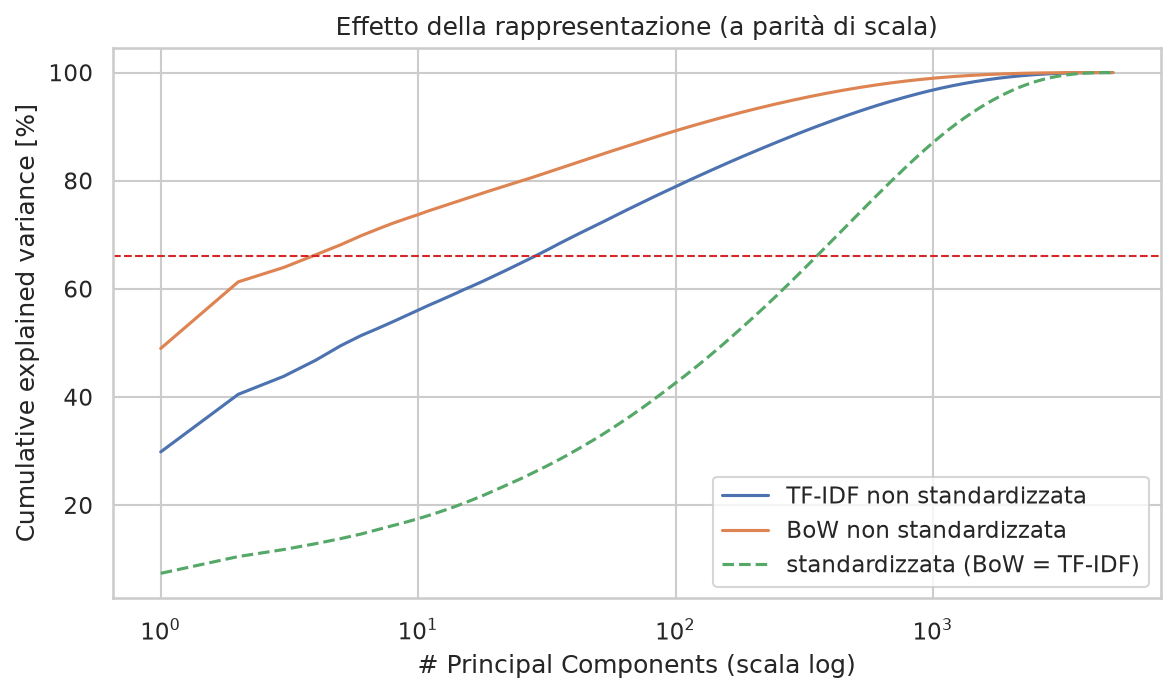 Effetto della rappresentazione (a parità di scala)
Cumulative explained variance [%]
100
80
60
40
20
TF-IDF non standardizzata
BoW non standardizzata
standardizzata (BoW = TF-IDF)
10⁰ 10¹ 10² 10³
# Principal Components (scala log)